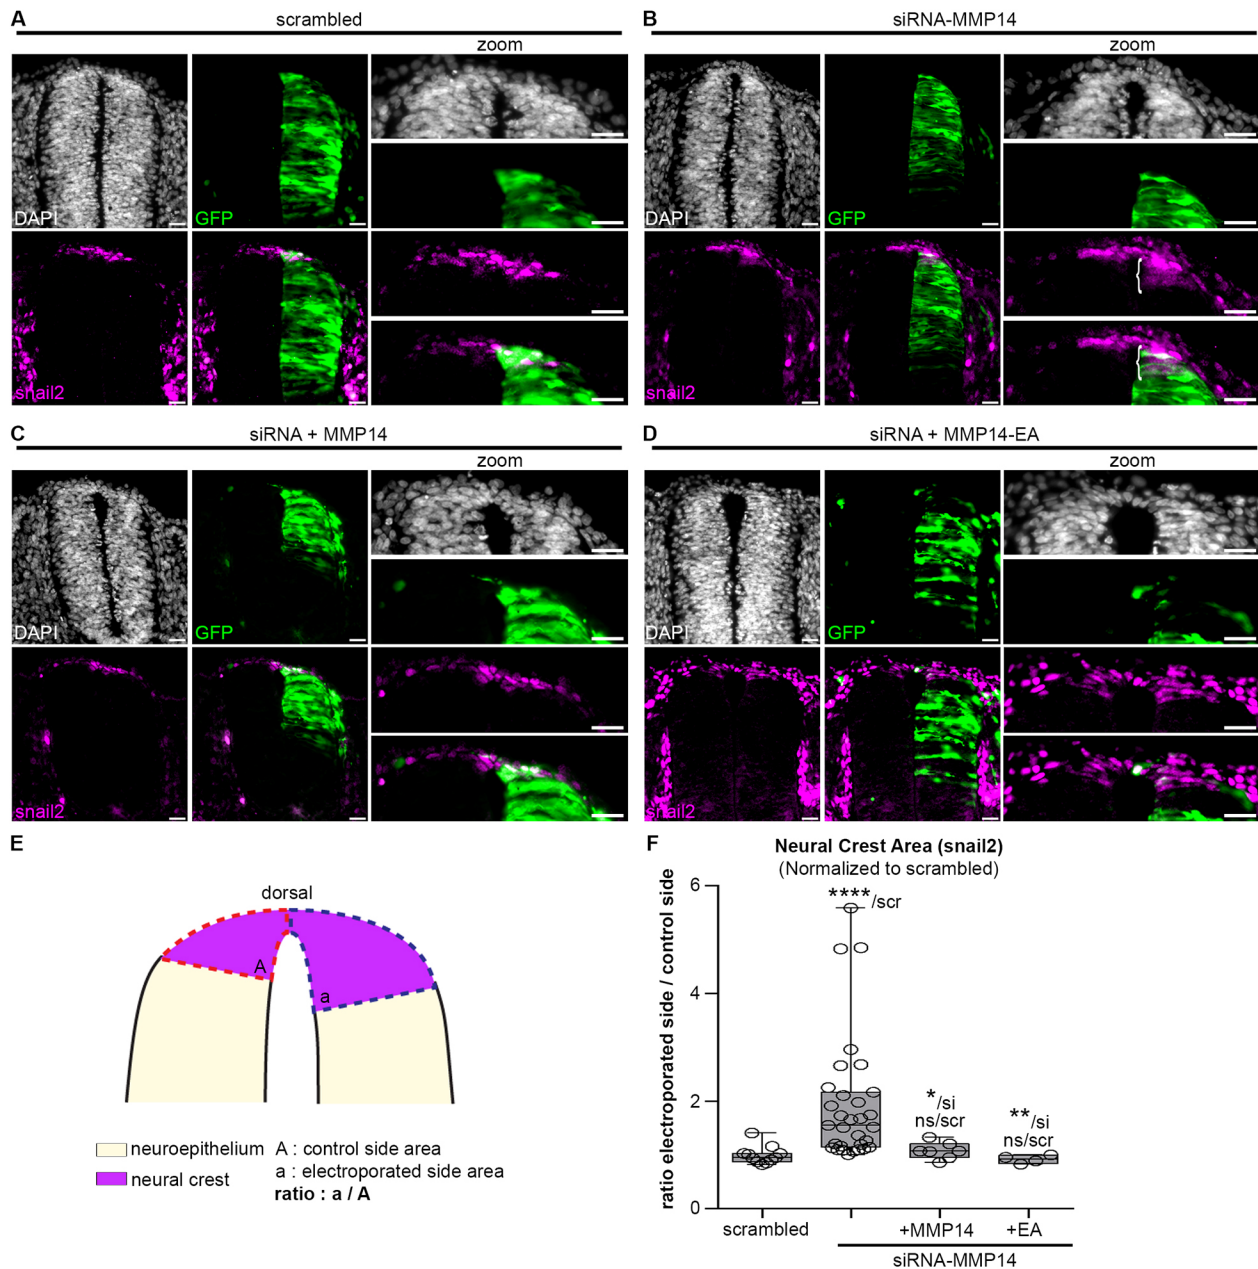 A
scrambled
zoom
DAPI
GFP
snail2
B
siRNA-MMP14
zoom
DAPI
GFP
{
snail2
{
C
siRNA + MMP14
zoom
DAPI
GFP
snail2
D
siRNA + MMP14-EA
zoom
DAPI
GFP
snail2
E
dorsal
A
a
neuroepithelium
neural crest
A : control side area
a : electroporated side area
ratio : a / A
F
Neural Crest Area (snail2)
(Normalized to scrambled)
ratio electroporated side / control side
6
4
2
0
****/scr
*/si
ns/scr
**/si
ns/scr
scrambled
+MMP14
+EA
siRNA-MMP14